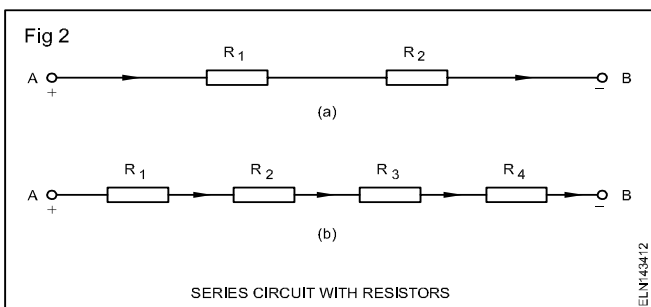 Fig 2
R1 R2
A B
+ –
(a)
R1 R2 R3 R4
A B
+ –
(b)
SERIES CIRCUIT WITH RESISTORS
ELN143412